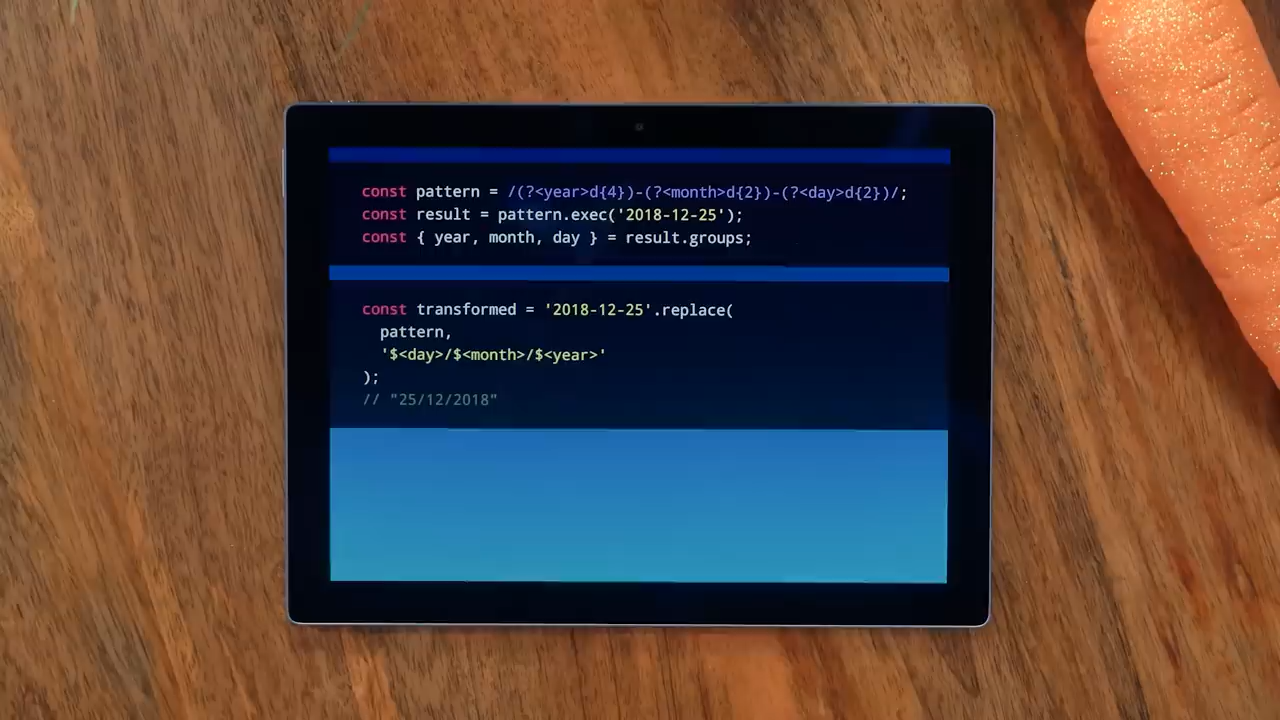 const pattern = /(?<year>d{4})-(?<month>d{2})-(?<day>d{2})/;
const result = pattern.exec('2018-12-25');
const { year, month, day } = result.groups;
const transformed = '2018-12-25'.replace(
  pattern,
  '$<day>/$<month>/$<year>'
);
// "25/12/2018"